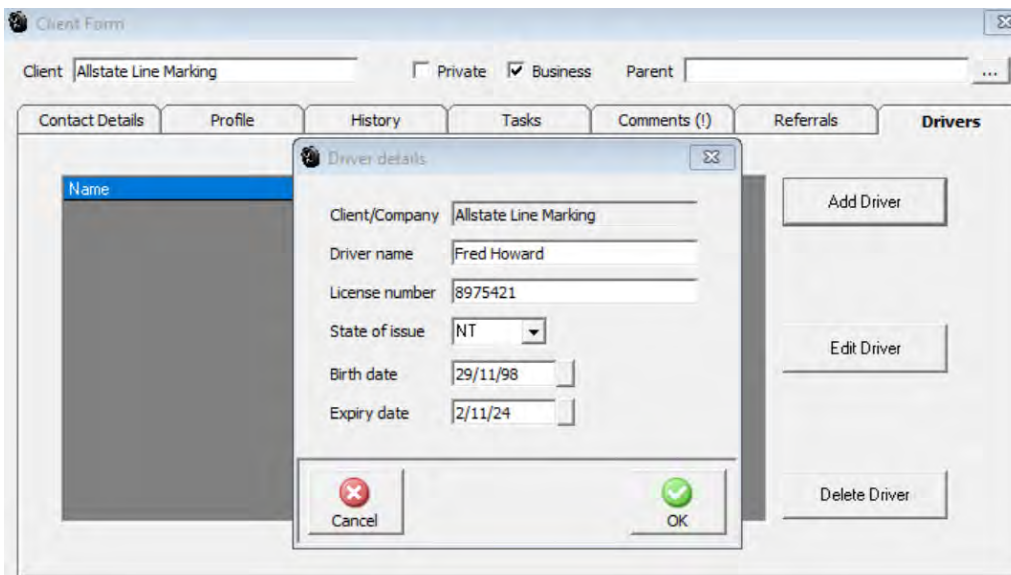 Client Form
Client Allstate Line Marking Private Business Parent ...
Contact Details Profile History Tasks Comments (!) Referrals Drivers
Driver details
Name
Add Driver
Client/Company Allstate Line Marking
Driver name Fred Howard
License number 8975421
State of issue NT
Edit Driver
Birth date 29/11/98
Expiry date 2/11/24
Delete Driver
Cancel OK